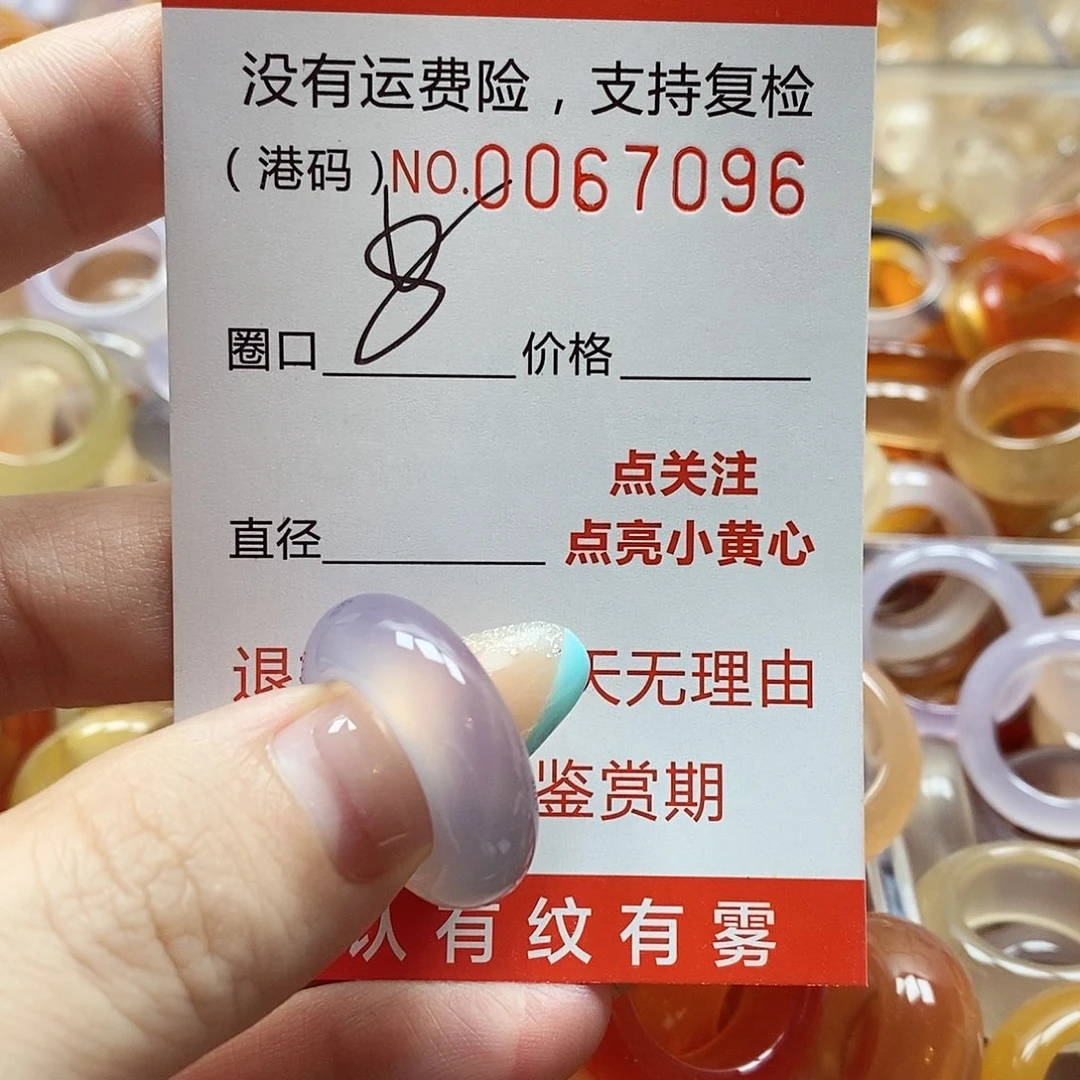 没有运费险，支持复检
（港码）NO.0067096
圈口 8 价格
点关注
直径 点亮小黄心
退 天无理由
鉴赏期
有纹有雾